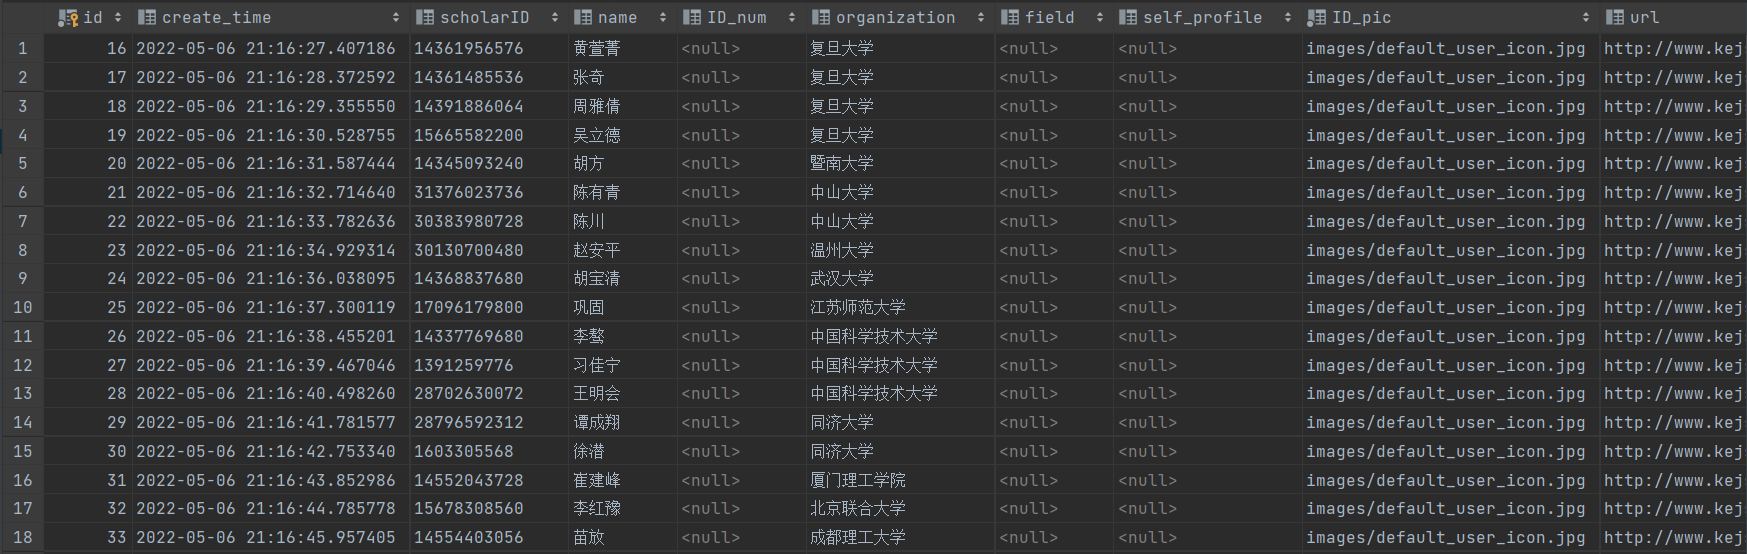 id create_time scholarID name ID_num organization field self_profile ID_pic url
1 16 2022-05-06 21:16:27.407186 14361956576 黄萱菁 <null> 复旦大学 <null> <null> images/default_user_icon.jpg http://www.kej
2 17 2022-05-06 21:16:28.372592 14361485536 张奇 <null> 复旦大学 <null> <null> images/default_user_icon.jpg http://www.kej
3 18 2022-05-06 21:16:29.355550 14391886064 周雅倩 <null> 复旦大学 <null> <null> images/default_user_icon.jpg http://www.kej
4 19 2022-05-06 21:16:30.528755 15665582200 吴立德 <null> 复旦大学 <null> <null> images/default_user_icon.jpg http://www.kej
5 20 2022-05-06 21:16:31.587444 14345093240 胡方 <null> 暨南大学 <null> <null> images/default_user_icon.jpg http://www.kej
6 21 2022-05-06 21:16:32.714640 31376023736 陈有青 <null> 中山大学 <null> <null> images/default_user_icon.jpg http://www.kej
7 22 2022-05-06 21:16:33.782636 30383980728 陈川 <null> 中山大学 <null> <null> images/default_user_icon.jpg http://www.kej
8 23 2022-05-06 21:16:34.929314 30130700480 赵安平 <null> 温州大学 <null> <null> images/default_user_icon.jpg http://www.kej
9 24 2022-05-06 21:16:36.038095 14368837680 胡宝清 <null> 武汉大学 <null> <null> images/default_user_icon.jpg http://www.kej
10 25 2022-05-06 21:16:37.300119 17096179800 巩固 <null> 江苏师范大学 <null> <null> images/default_user_icon.jpg http://www.kej
11 26 2022-05-06 21:16:38.455201 14337769680 李骜 <null> 中国科学技术大学 <null> <null> images/default_user_icon.jpg http://www.kej
12 27 2022-05-06 21:16:39.467046 1391259776 习佳宁 <null> 中国科学技术大学 <null> <null> images/default_user_icon.jpg http://www.kej
13 28 2022-05-06 21:16:40.498260 28702630072 王明会 <null> 中国科学技术大学 <null> <null> images/default_user_icon.jpg http://www.kej
14 29 2022-05-06 21:16:41.781577 28796592312 谭成翔 <null> 同济大学 <null> <null> images/default_user_icon.jpg http://www.kej
15 30 2022-05-06 21:16:42.753340 1603305568 徐潜 <null> 同济大学 <null> <null> images/default_user_icon.jpg http://www.kej
16 31 2022-05-06 21:16:43.852986 14552043728 崔建峰 <null> 厦门理工学院 <null> <null> images/default_user_icon.jpg http://www.kej
17 32 2022-05-06 21:16:44.785778 15678308560 李红豫 <null> 北京联合大学 <null> <null> images/default_user_icon.jpg http://www.kej
18 33 2022-05-06 21:16:45.957405 14554403056 苗放 <null> 成都理工大学 <null> <null> images/default_user_icon.jpg http://www.kej